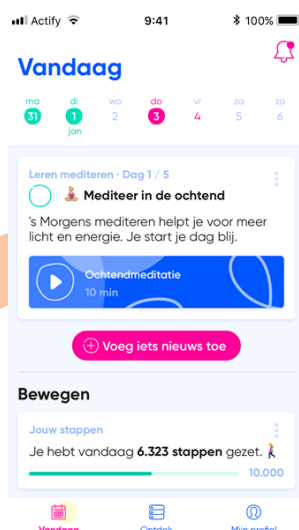 Actify 9:41 100%
Vandaag
ma di wo do vr za zo
31 1 2 3 4 5 6
jan
Leren mediteren · Dag 1 / 5
Mediteer in de ochtend
's Morgens mediteren helpt je voor meer
licht en energie. Je start je dag blij.
Ochtendmeditatie
10 min
Voeg iets nieuws toe
Bewegen
Jouw stappen
Je hebt vandaag 6.323 stappen gezet.
10.000
Vandaag Ontdek Mijn profiel